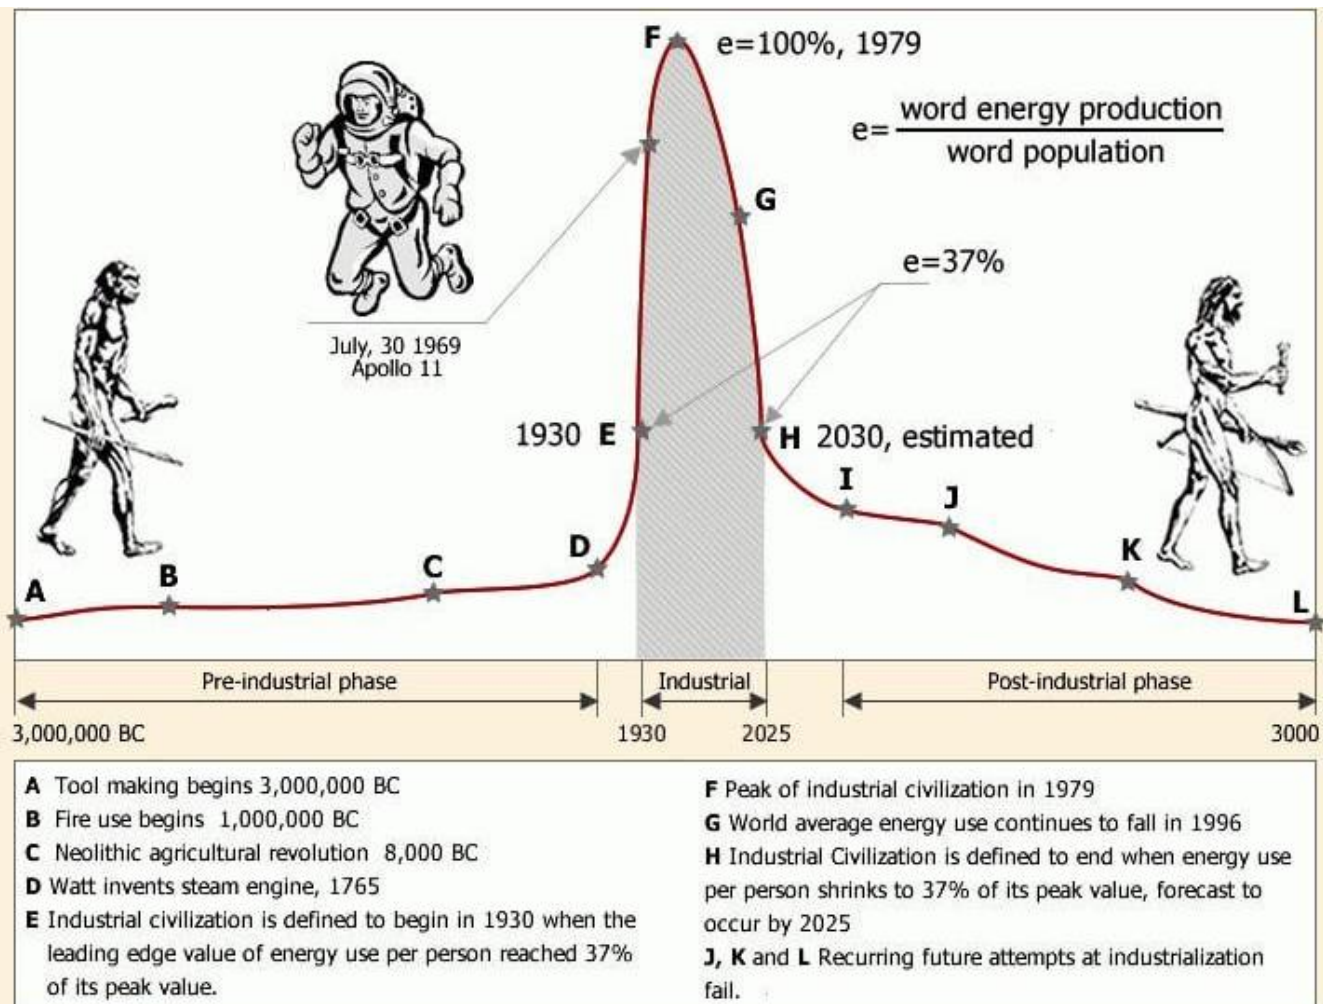 F e=100%, 1979
e= word energy production
word population
G
e=37%
July, 30 1969
Apollo 11
1930 E
H 2030, estimated
I
J
D
K
C
B
A
L
Pre-industrial phase
Industrial
Post-industrial phase
3,000,000 BC
1930
2025
3000
A Tool making begins 3,000,000 BC
B Fire use begins 1,000,000 BC
C Neolithic agricultural revolution 8,000 BC
D Watt invents steam engine, 1765
E Industrial civilization is defined to begin in 1930 when the
leading edge value of energy use per person reached 37%
of its peak value.
F Peak of industrial civilization in 1979
G World average energy use continues to fall in 1996
H Industrial Civilization is defined to end when energy use
per person shrinks to 37% of its peak value, forecast to
occur by 2025
J, K and L Recurring future attempts at industrialization
fail.